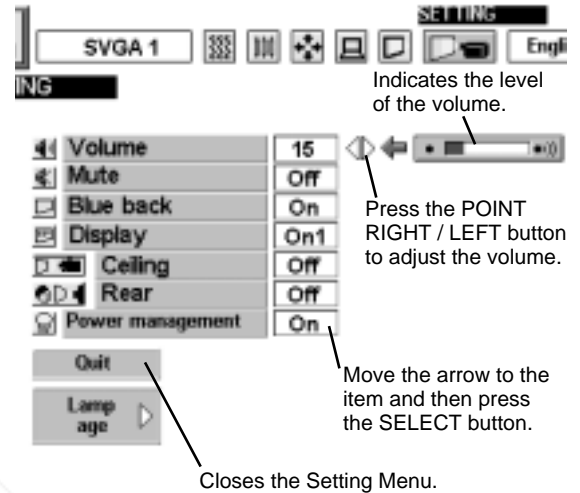 SETTING
SVGA 1
Engli
NG
Indicates the level
of the volume.
Volume 15
Mute Off
Blue back On
Display On1
Ceiling Off
Rear Off
Power management On
Press the POINT
RIGHT / LEFT button
to adjust the volume.
Quit
Lamp
age
Move the arrow to the
item and then press
the SELECT button.
Closes the Setting Menu.